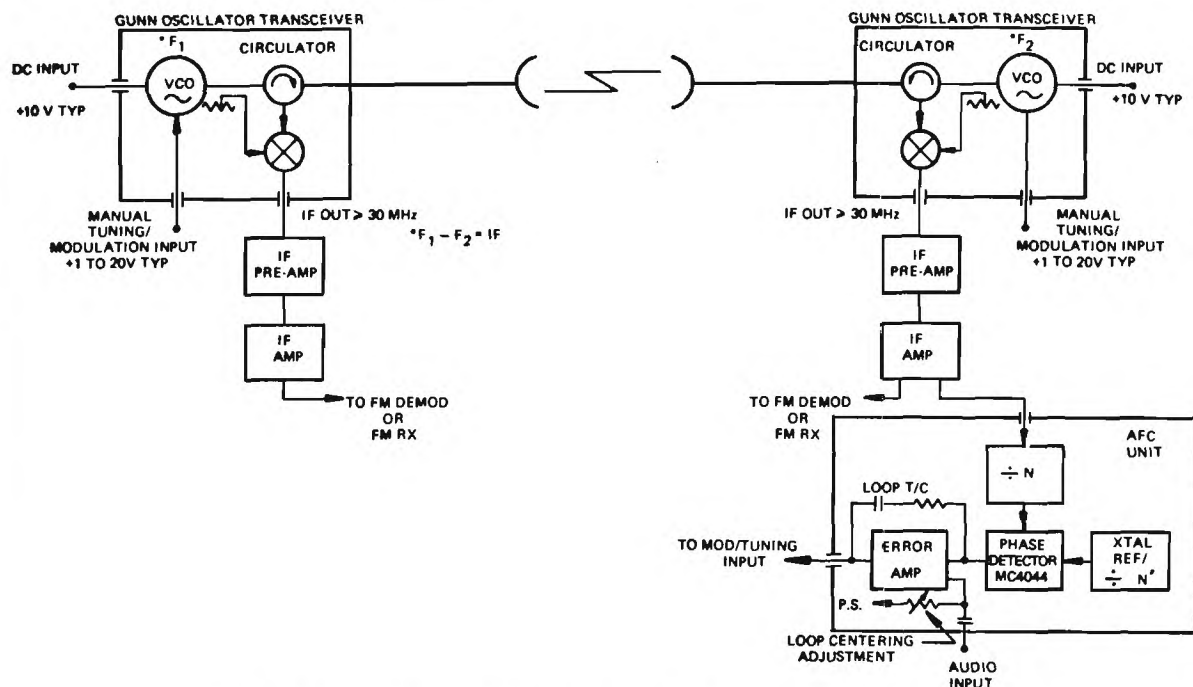 GUNN OSCILLATOR TRANSCEIVER
*F1
CIRCULATOR
DC INPUT
VCO
+10 V TYP
MANUAL
TUNING/
MODULATION INPUT
+1 TO 20V TYP
IF OUT ≥ 30 MHz
*F1 – F2 = IF
IF
PRE-AMP
IF
AMP
TO FM DEMOD
OR
FM RX
GUNN OSCILLATOR TRANSCEIVER
*F2
CIRCULATOR
VCO
DC INPUT
+10 V TYP
IF OUT ≥ 30 MHz
MANUAL
TUNING/
MODULATION INPUT
+1 TO 20V TYP
IF
PRE-AMP
IF
AMP
TO FM DEMOD
OR
FM RX
AFC
UNIT
÷ N
LOOP T/C
TO MOD/TUNING
INPUT
ERROR
AMP
PHASE
DETECTOR
MC4044
XTAL
REF/
÷ N'
P.S.
LOOP CENTERING
ADJUSTMENT
AUDIO
INPUT